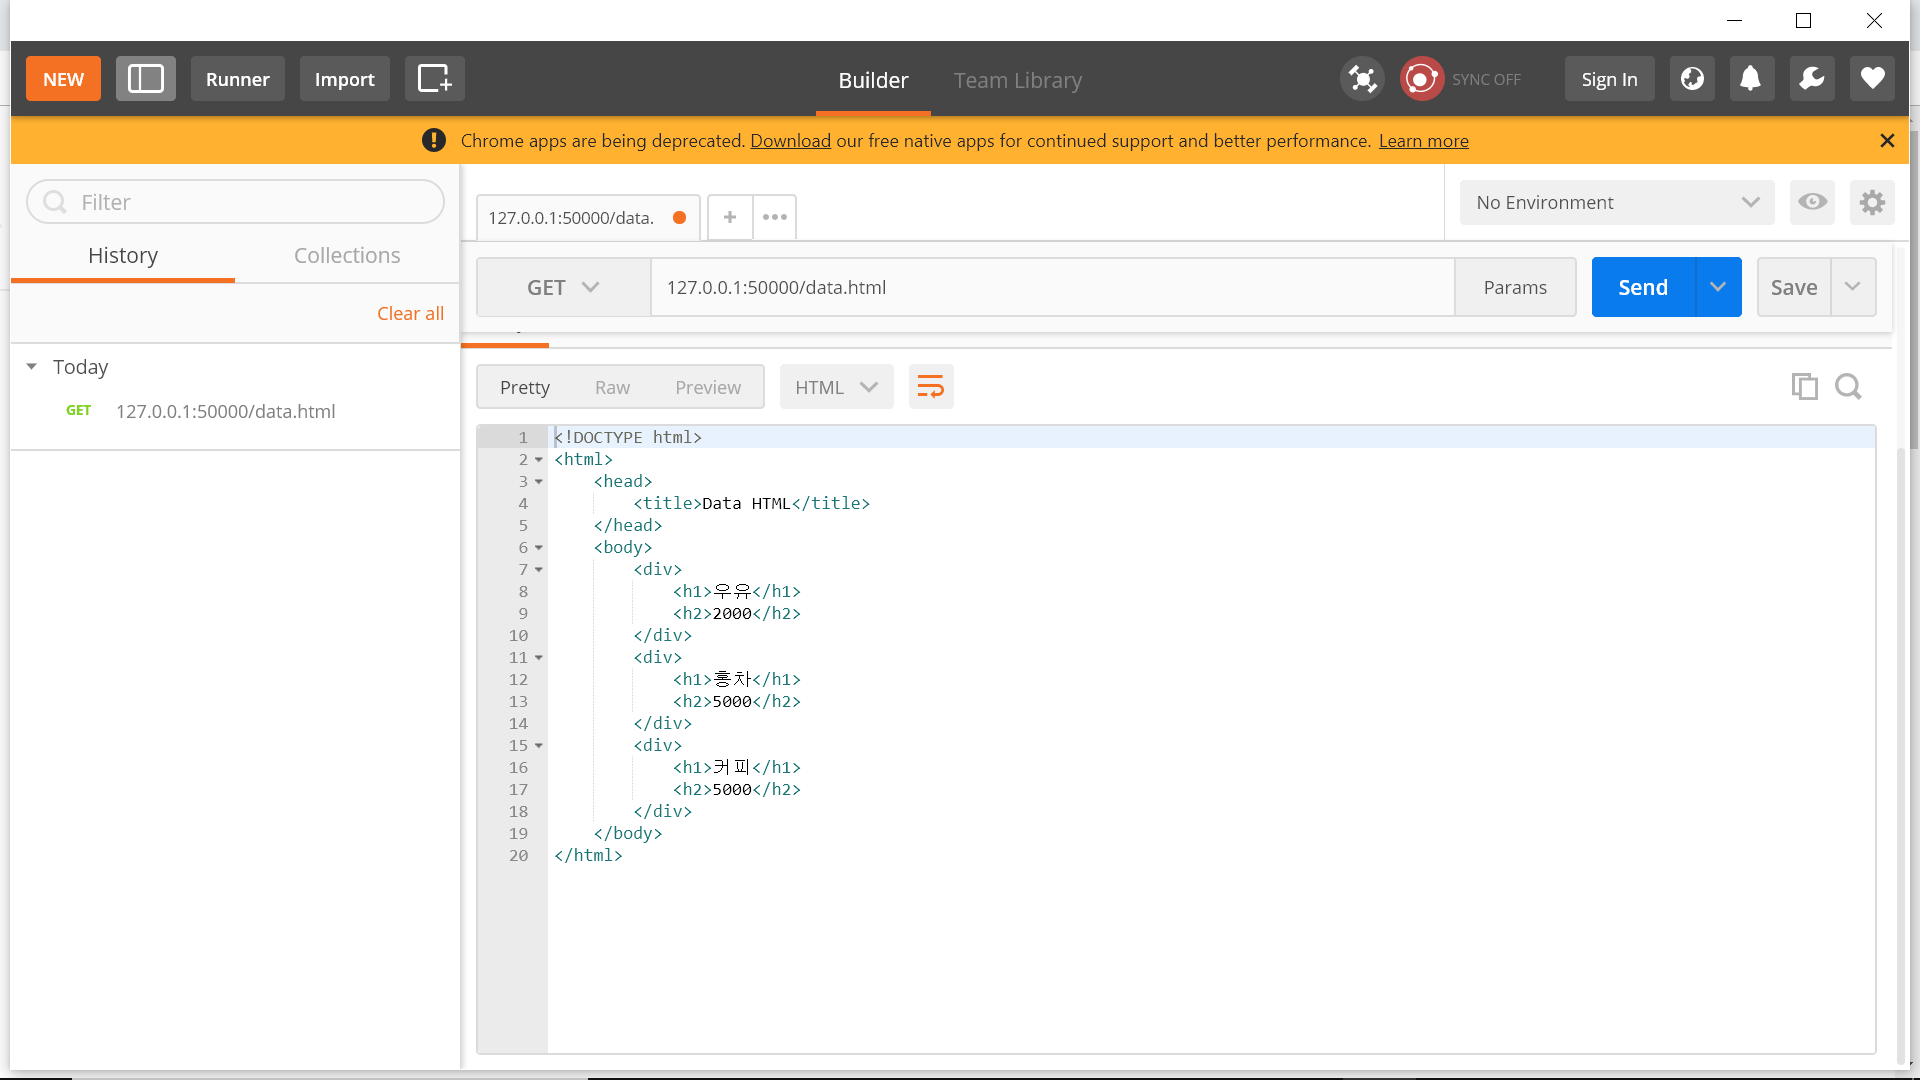 NEW Runner Import Builder Team Library SYNC OFF Sign In
Chrome apps are being deprecated. Download our free native apps for continued support and better performance. Learn more
Filter
History Collections
Clear all
Today
GET 127.0.0.1:50000/data.html
127.0.0.1:50000/data. + •••
No Environment
GET 127.0.0.1:50000/data.html Params Send Save
Pretty Raw Preview HTML
1 <!DOCTYPE html>
2 <html>
3 <head>
4 <title>Data HTML</title>
5 </head>
6 <body>
7 <div>
8 <h1>우유</h1>
9 <h2>2000</h2>
10 </div>
11 <div>
12 <h1>홍차</h1>
13 <h2>5000</h2>
14 </div>
15 <div>
16 <h1>커피</h1>
17 <h2>5000</h2>
18 </div>
19 </body>
20 </html>